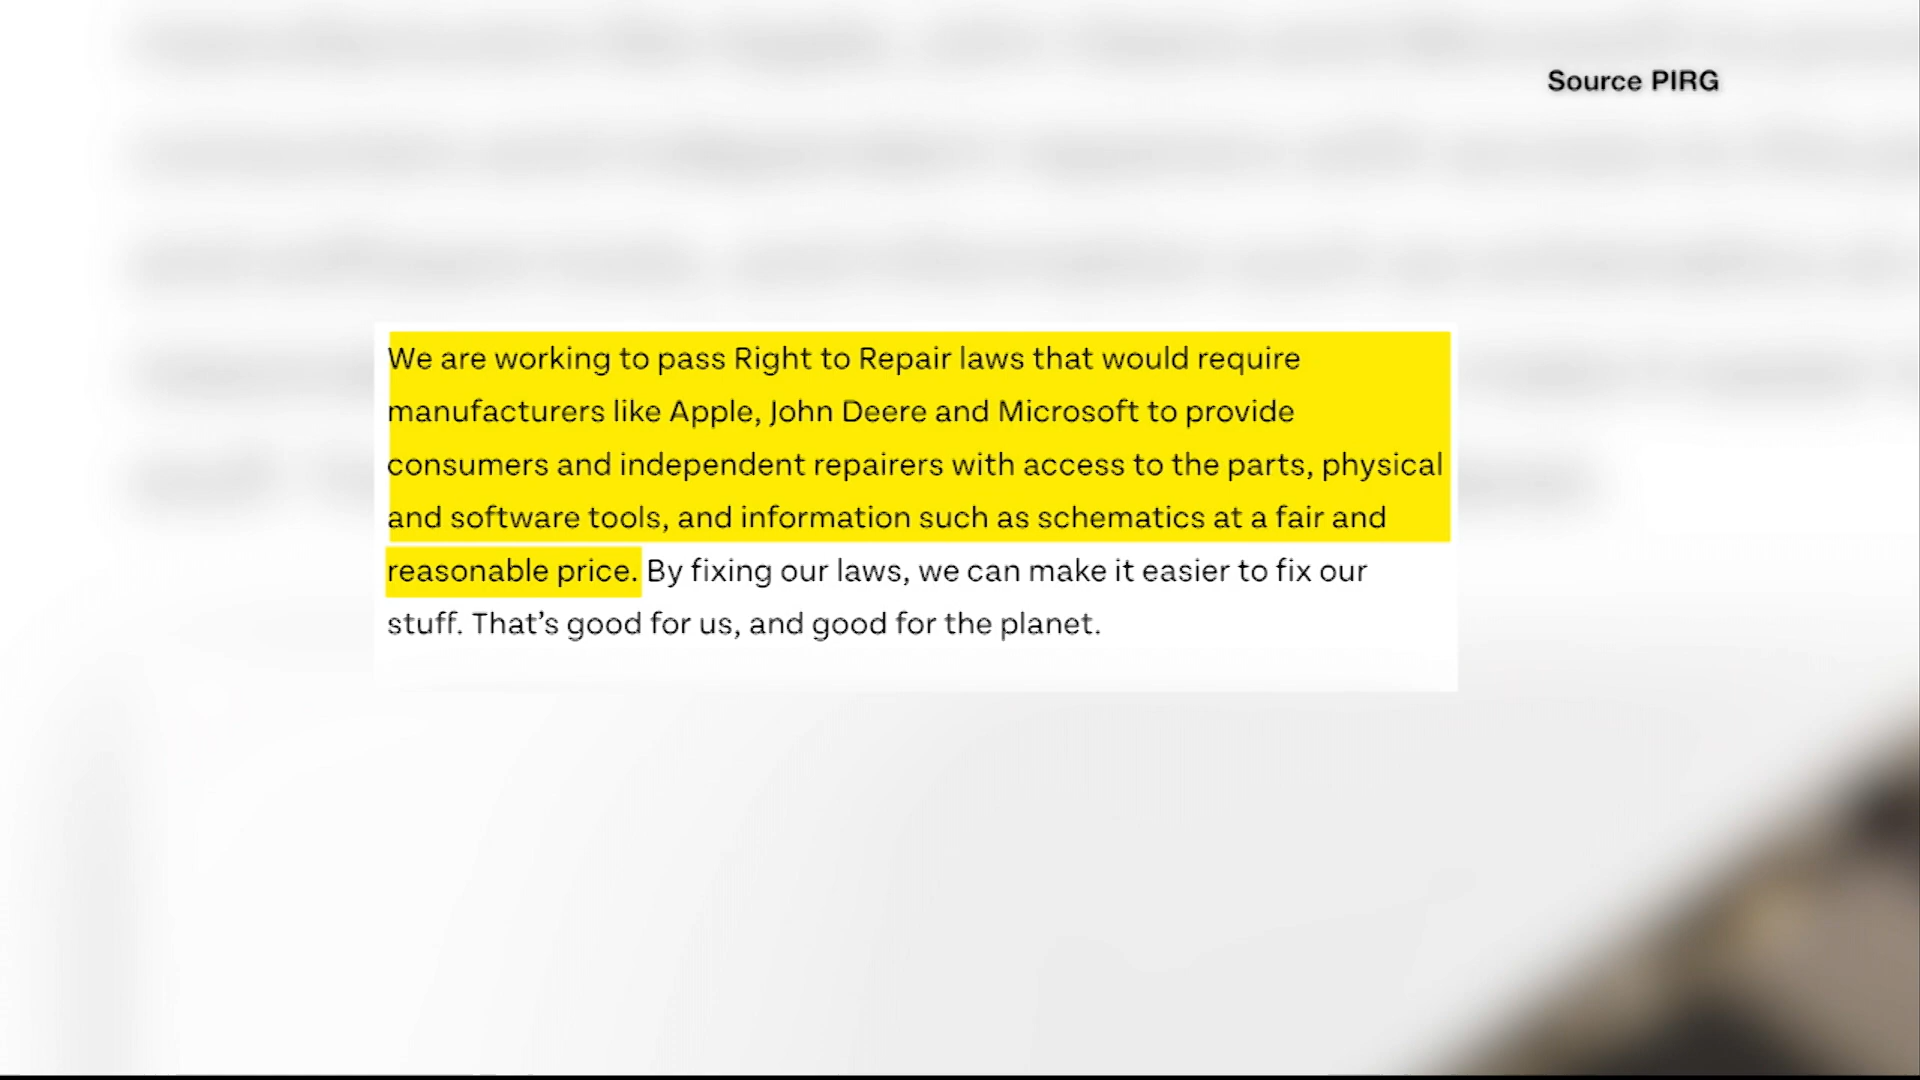 Source PIRG
We are working to pass Right to Repair laws that would require
manufacturers like Apple, John Deere and Microsoft to provide
consumers and independent repairers with access to the parts, physical
and software tools, and information such as schematics at a fair and
reasonable price. By fixing our laws, we can make it easier to fix our
stuff. That’s good for us, and good for the planet.